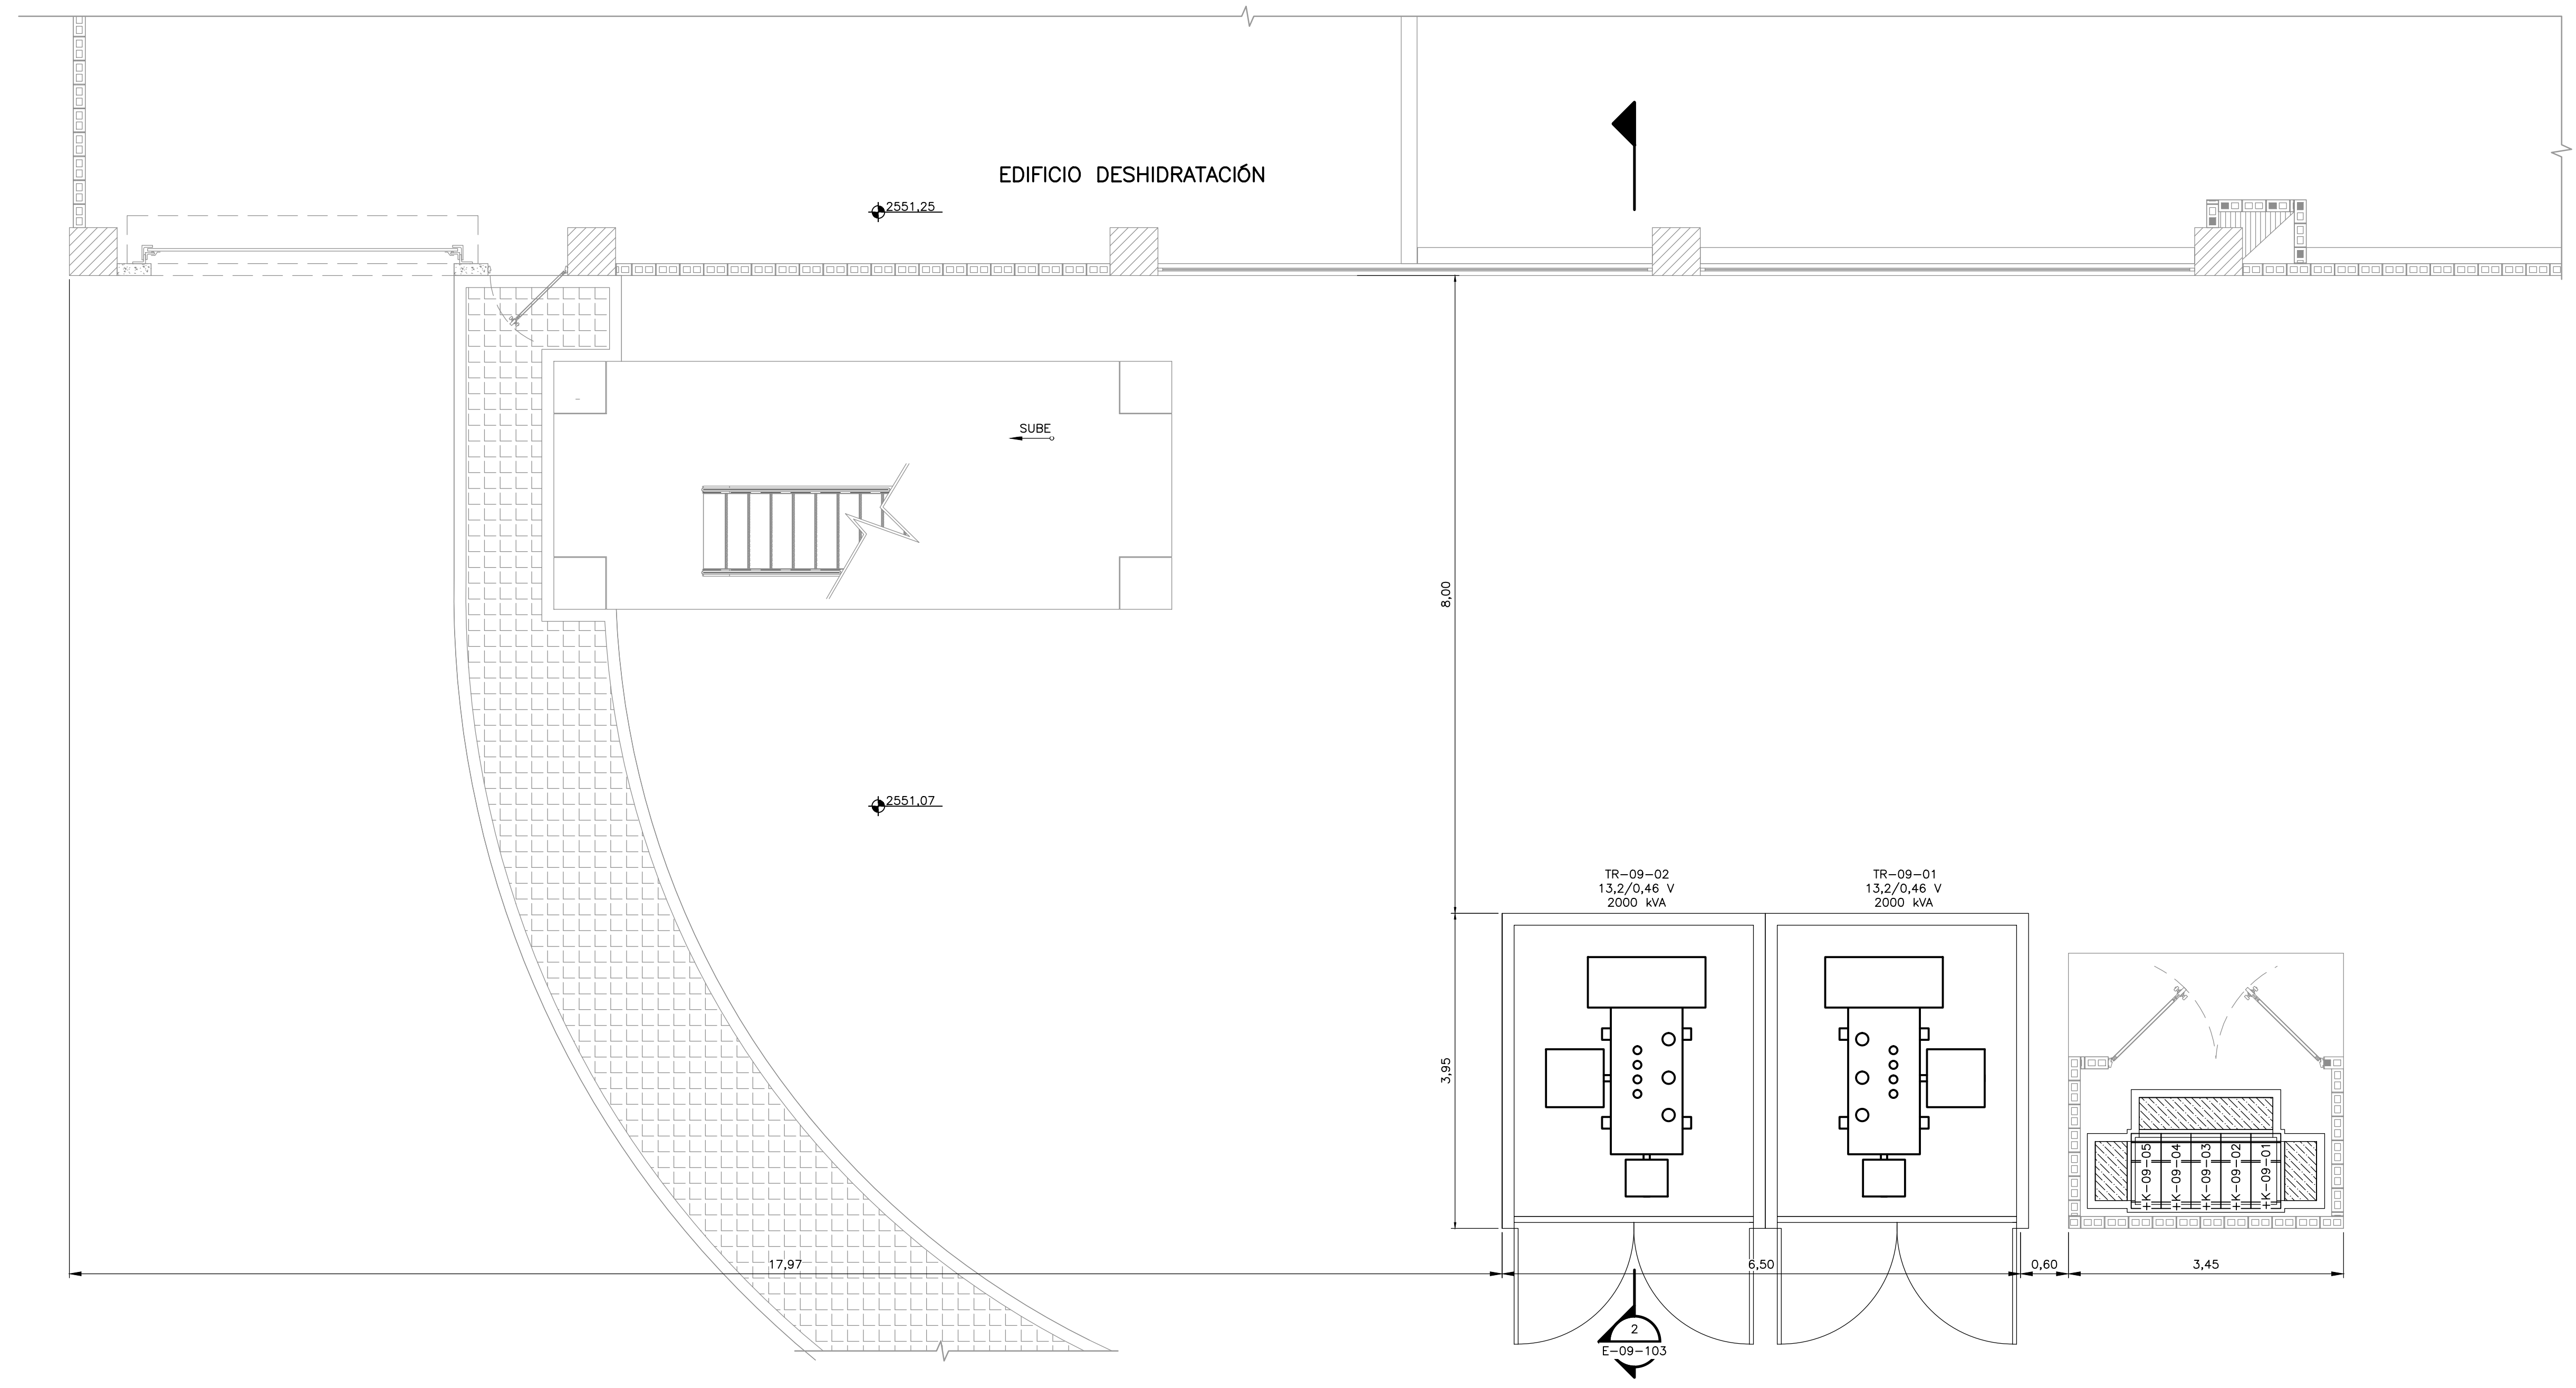 EDIFICIO DESHIDRATACIÓN
2551,25
SUBE
8,00
2551,07
TR-09-02
13,2/0,46 V
2000 kVA
TR-09-01
13,2/0,46 V
2000 kVA
3,95
+K-09-05
+K-09-04
+K-09-03
+K-09-02
+K-09-01
17,97
6,50
0,60
3,45
2
E-09-103